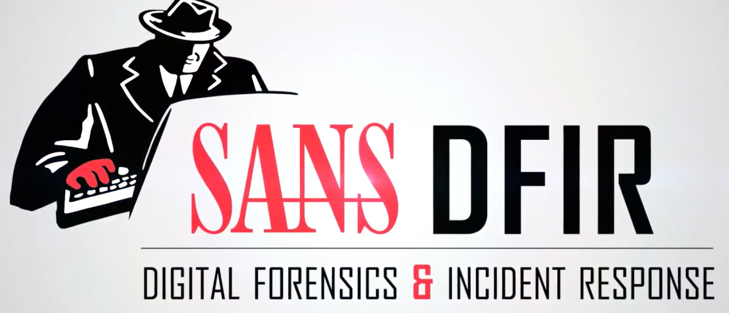 SANS DFIR
DIGITAL FORENSICS & INCIDENT RESPONSE